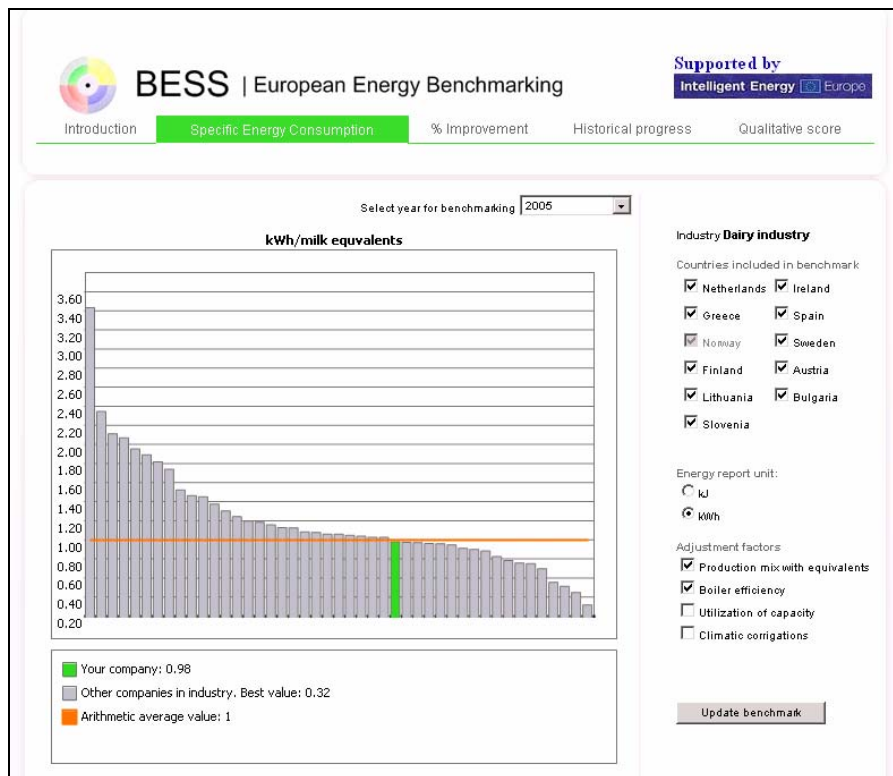 BESS | European Energy Benchmarking
Supported by
Intelligent Energy Europe
Introduction Specific Energy Consumption % Improvement Historical progress Qualitative score
Select year for benchmarking 2005
kWh/milk equvalents
3.60
3.40
3.20
3.00
2.80
2.60
2.40
2.20
2.00
1.80
1.60
1.40
1.20
1.00
0.80
0.60
0.40
0.20
Your company: 0.98
Other companies in industry. Best value: 0.32
Arithmetic average value: 1
Industry Dairy industry
Countries included in benchmark
Netherlands Ireland
Greece Spain
Norway Sweden
Finland Austria
Lithuania Bulgaria
Slovenia
Energy report unit:
kJ
kWh
Adjustment factors
Production mix with equivalents
Boiler efficiency
Utilization of capacity
Climatic corrigations
Update benchmark